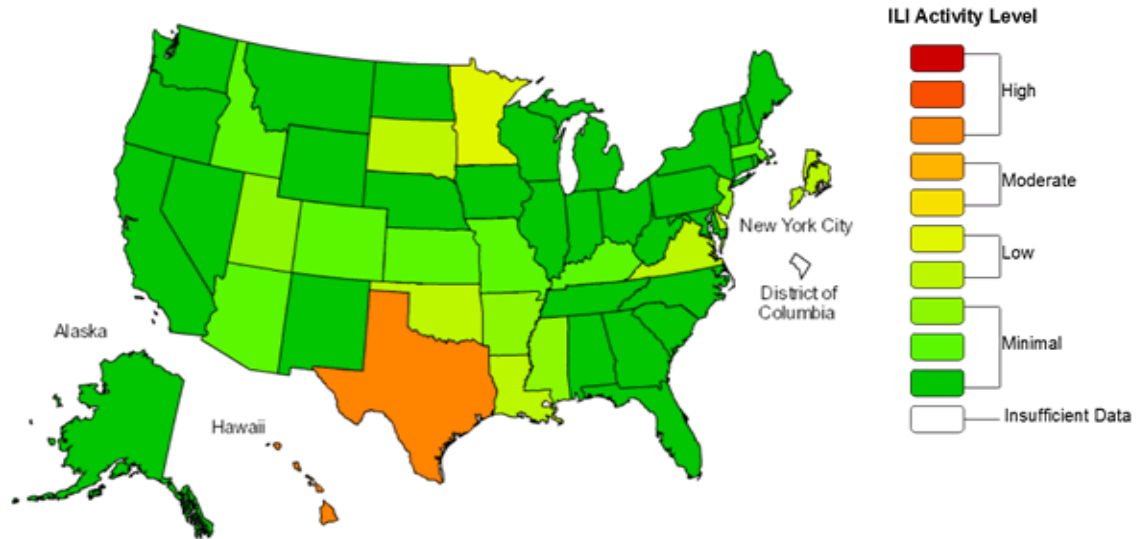 ILI Activity Level
High
Moderate
Low
Minimal
Insufficient Data
New York City
District of
Columbia
Alaska
Hawaii